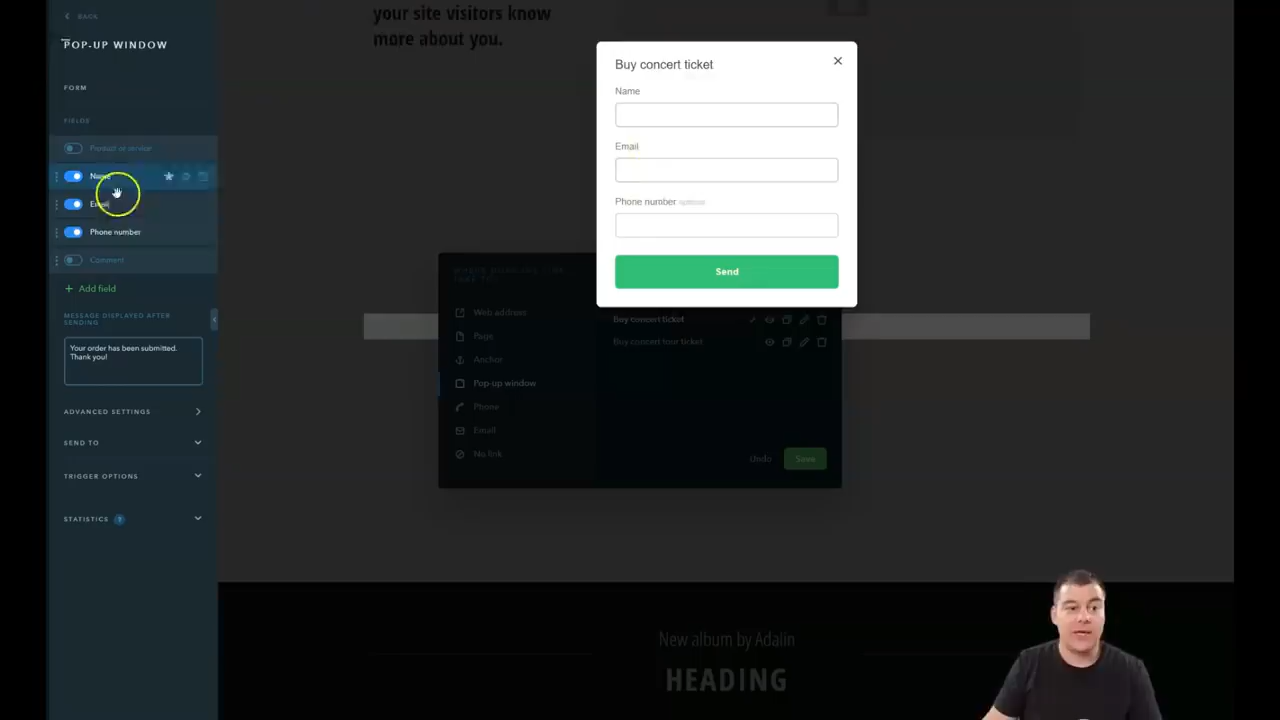 BACK
POP-UP WINDOW
FORM
FIELDS
Product or service
Name
Email
Phone number
Comment
+ Add field
MESSAGE DISPLAYED AFTER
SENDING
Your order has been submitted.
Thank you!
ADVANCED SETTINGS
SEND TO
TRIGGER OPTIONS
STATISTICS ?
your site visitors know
more about you.
Buy concert ticket
Name
Email
Phone number optional
Send
Web address
Page
Anchor
Pop-up window
Phone
Email
No link
Buy concert ticket
Buy concert tour ticket
Undo
Save
New album by Adalin
HEADING